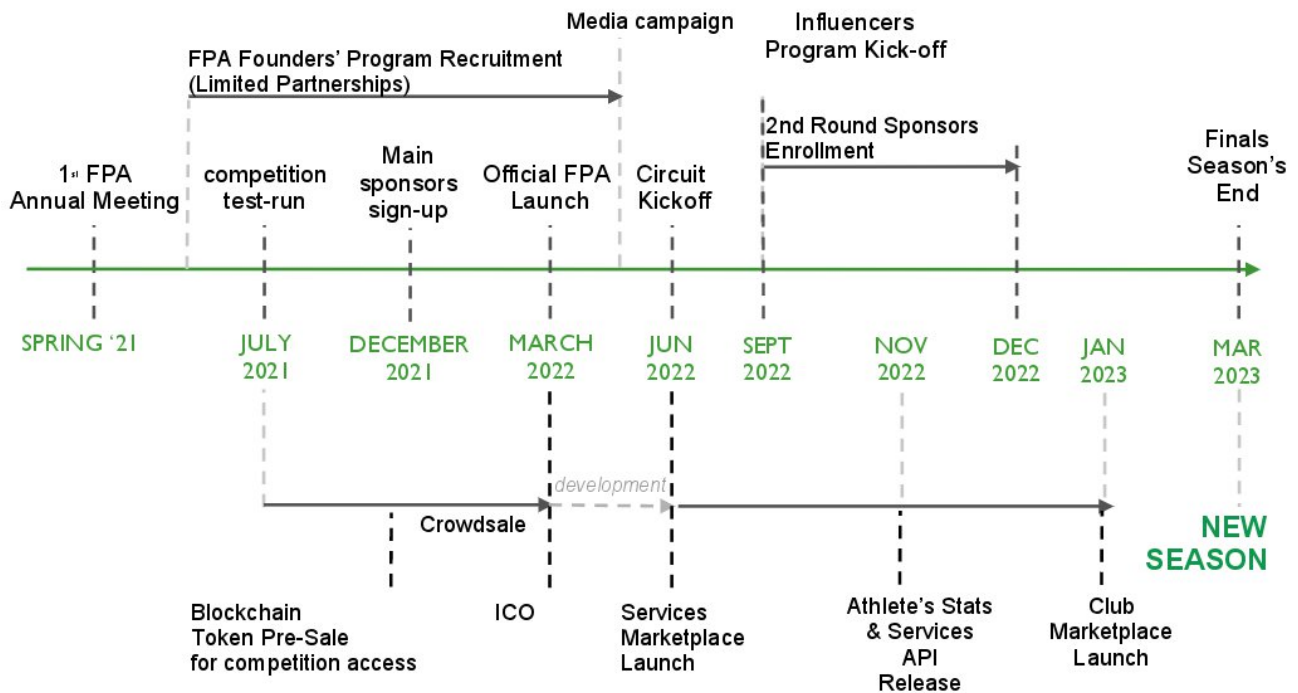 Media campaign
Influencers
Program Kick-off
FPA Founders' Program Recruitment
(Limited Partnerships)
2nd Round Sponsors
Enrollment
1st FPA
Annual Meeting
competition
test-run
Main
sponsors
sign-up
Official FPA
Launch
Circuit
Kickoff
Finals
Season's
End
SPRING '21
JULY
2021
DECEMBER
2021
MARCH
2022
JUN
2022
SEPT
2022
NOV
2022
DEC
2022
JAN
2023
MAR
2023
development
Crowdsale
NEW
SEASON
Blockchain
Token Pre-Sale
for competition access
ICO
Services
Marketplace
Launch
Athlete's Stats
& Services
API
Release
Club
Marketplace
Launch